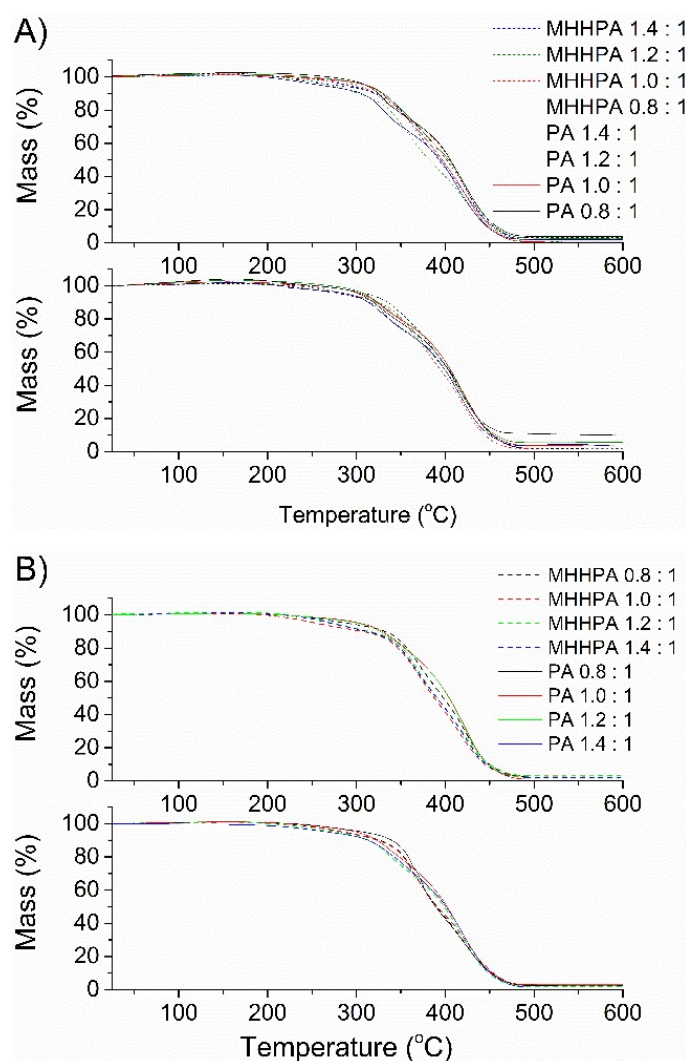 A)
MHHPA 1.4 : 1
MHHPA 1.2 : 1
MHHPA 1.0 : 1
MHHPA 0.8 : 1
PA 1.4 : 1
PA 1.2 : 1
PA 1.0 : 1
PA 0.8 : 1
Mass (%)
100
80
60
40
20
0
100 200 300 400 500 600
Mass (%)
100
80
60
40
20
0
100 200 300 400 500 600
Temperature (°C)
B)
MHHPA 0.8 : 1
MHHPA 1.0 : 1
MHHPA 1.2 : 1
MHHPA 1.4 : 1
PA 0.8 : 1
PA 1.0 : 1
PA 1.2 : 1
PA 1.4 : 1
Mass (%)
100
80
60
40
20
0
100 200 300 400 500 600
Mass (%)
100
80
60
40
20
0
100 200 300 400 500 600
Temperature (°C)